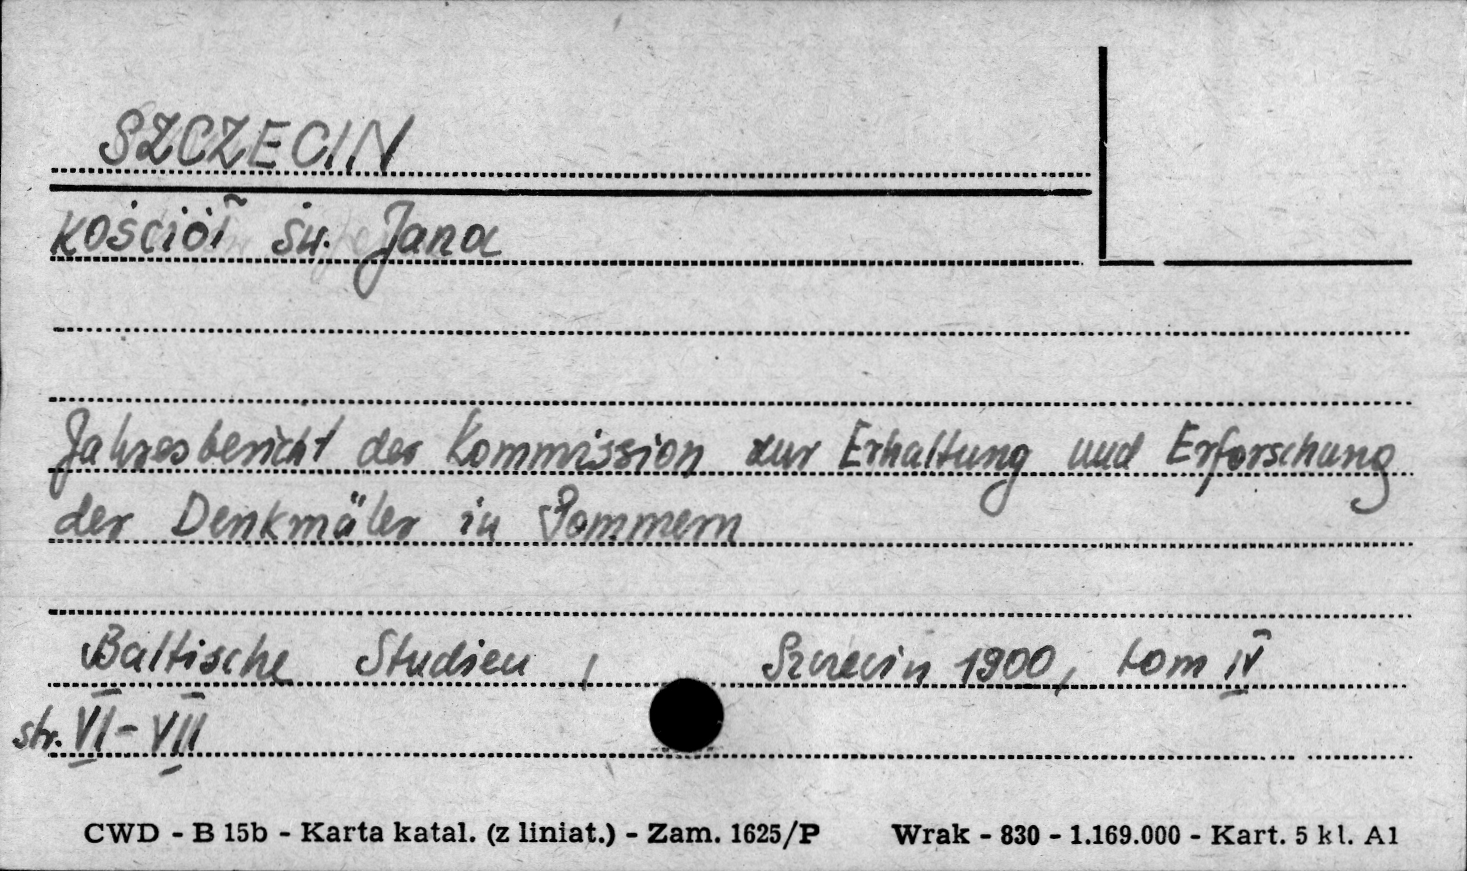 SZCZECIN
kościół św. Jana
Jahresbericht der Kommission zur Erhaltung und Erforschung
der Denkmäler in Pommern
Baltische Studien, Szczecin 1900, tom IV
str. VI-VIII
CWD - B 15b - Karta katal. (z liniat.) - Zam. 1625/P Wrak - 830 - 1.169.000 - Kart. 5 kl. A1